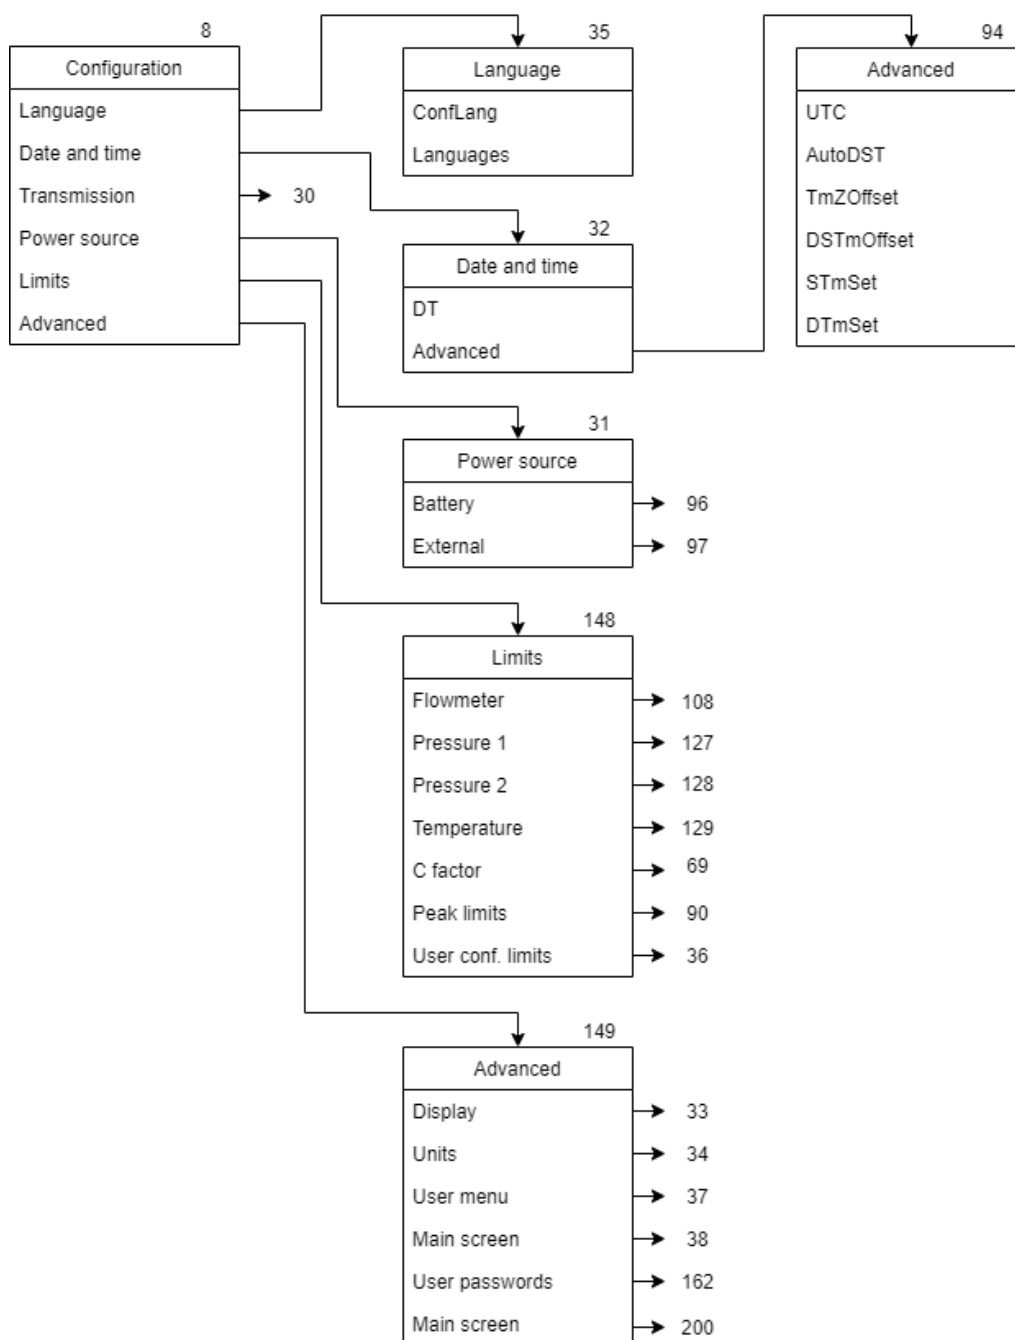 8
Configuration
Language
Date and time
Transmission
30
Power source
Limits
Advanced
35
Language
ConfLang
Languages
94
Advanced
UTC
AutoDST
TmZOffset
DSTmOffset
STmSet
DTmSet
32
Date and time
DT
Advanced
31
Power source
Battery 96
External 97
148
Limits
Flowmeter 108
Pressure 1 127
Pressure 2 128
Temperature 129
C factor 69
Peak limits 90
User conf. limits 36
149
Advanced
Display 33
Units 34
User menu 37
Main screen 38
User passwords 162
Main screen 200